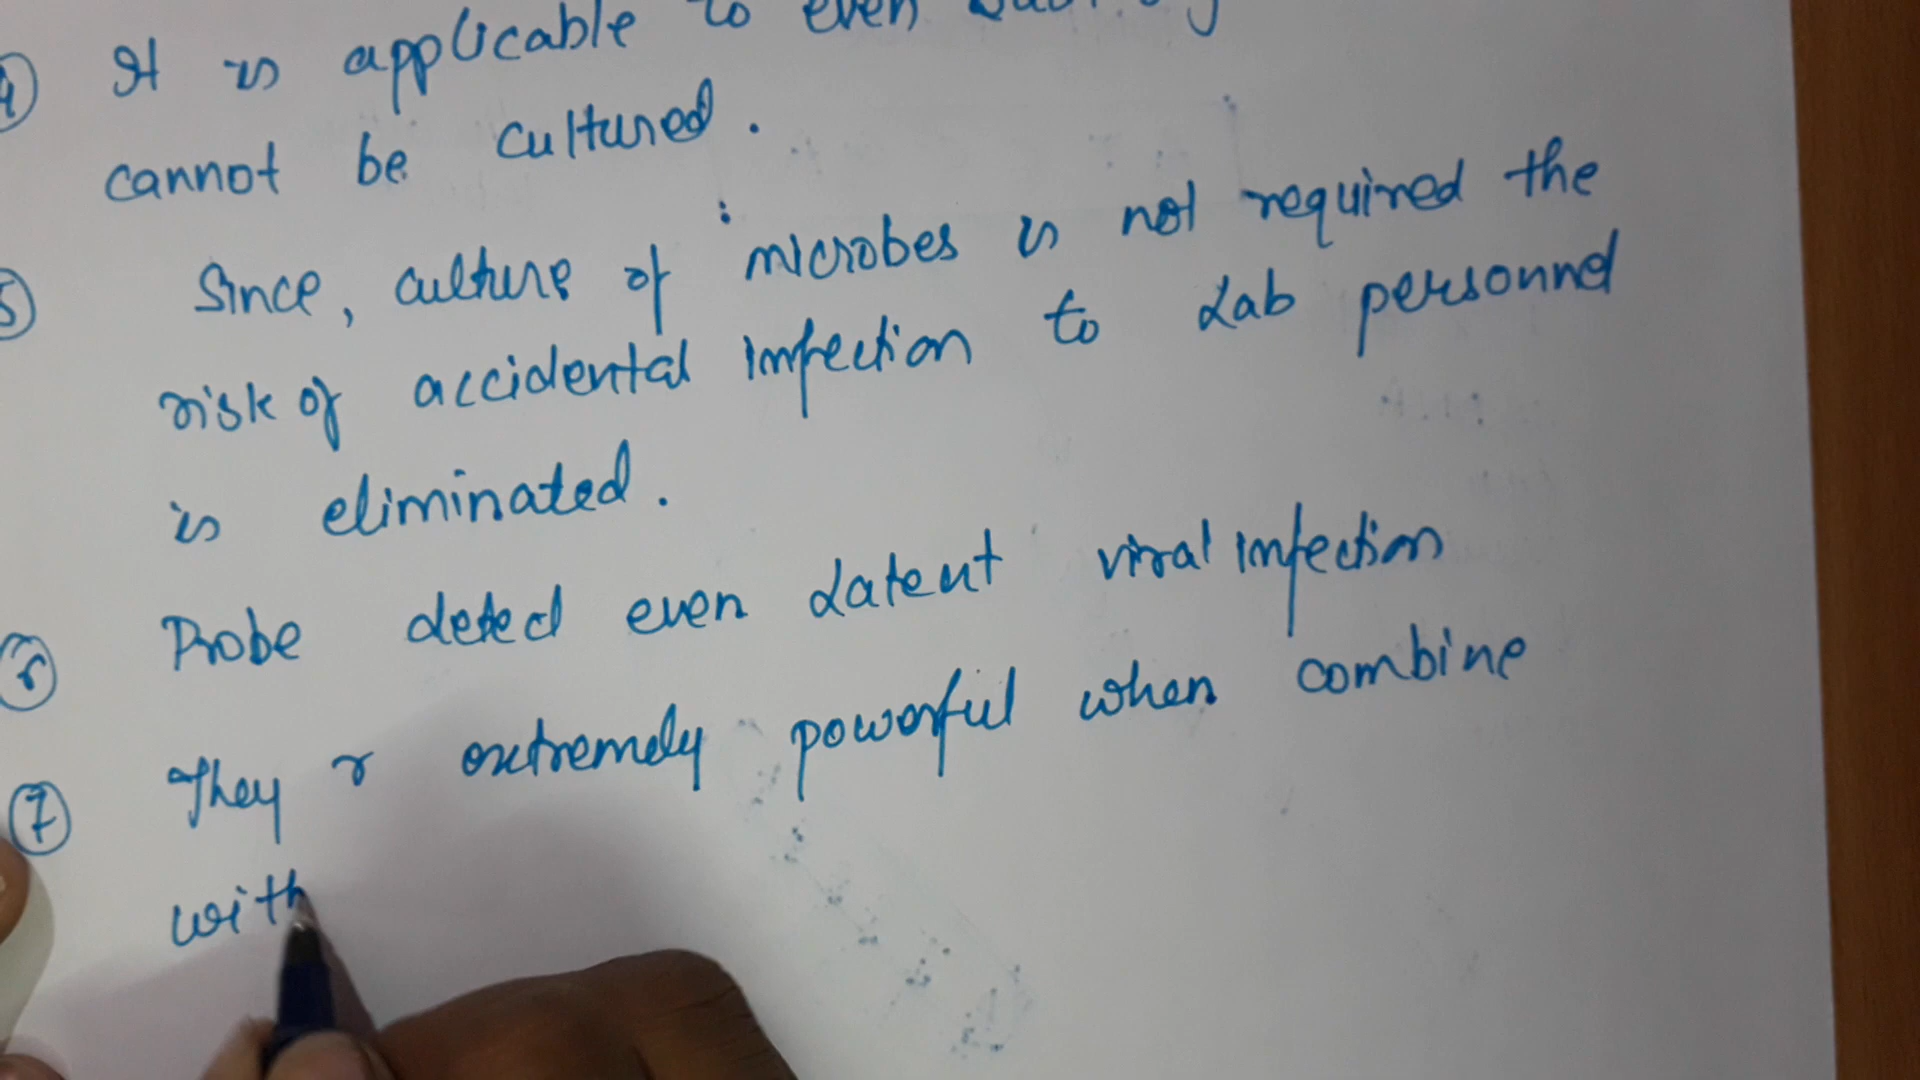 4 It is applicable to even
cannot be cultured.
5 Since, culture of microbes is not required the
risk of accidental infection to Lab personnel
is eliminated.
6 Probe detect even Latent viral infection
7 They r extremely powerful when combine
with